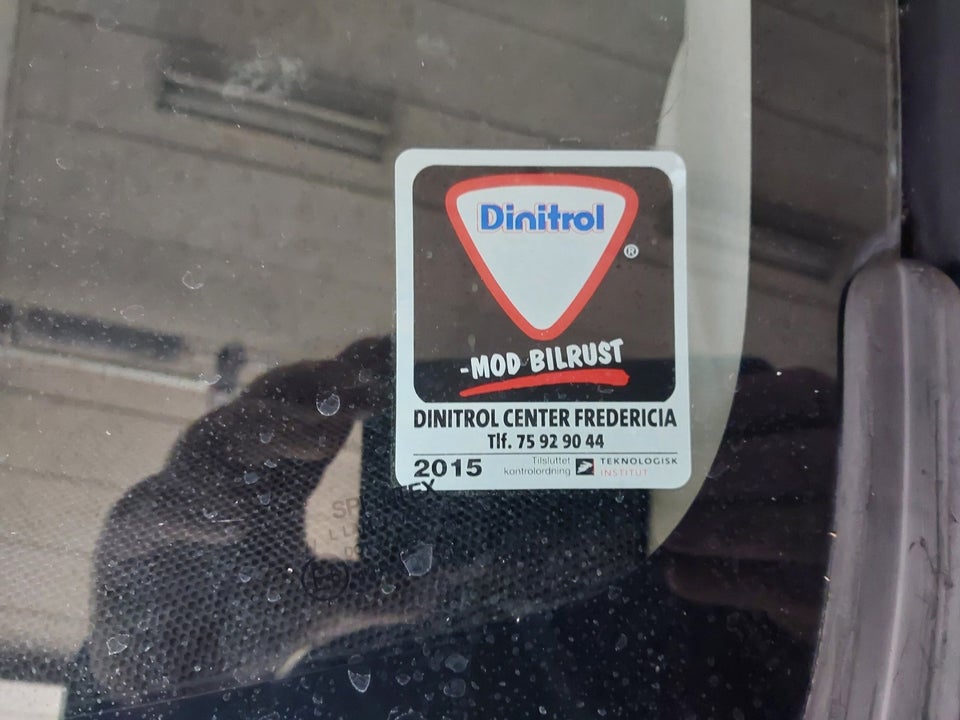 Dinitrol
®
-MOD BILRUST
DINITROL CENTER FREDERICIA
Tlf. 75 92 90 44
2015
Tilsluttet
kontrolordning
TEKNOLOGISK
INSTITUT